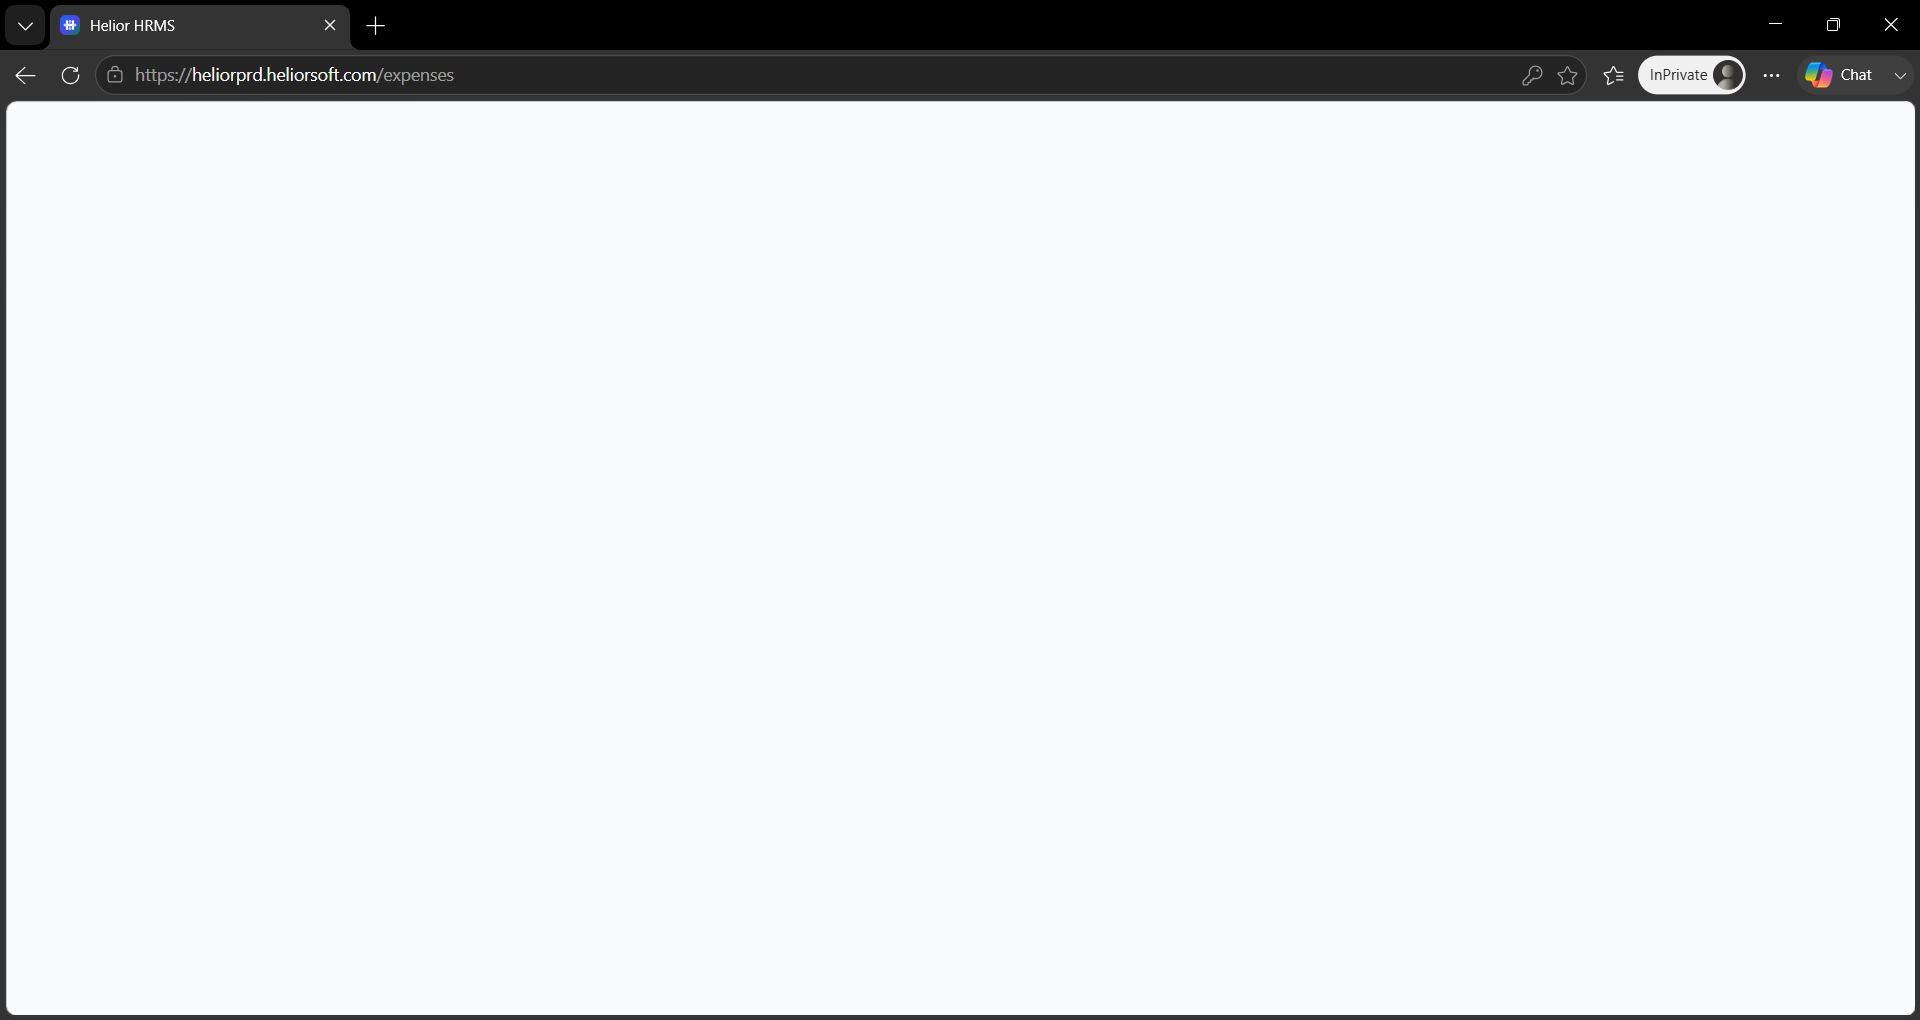 Helior HRMS
https://heliorprd.heliorsoft.com/expenses
InPrivate
Chat